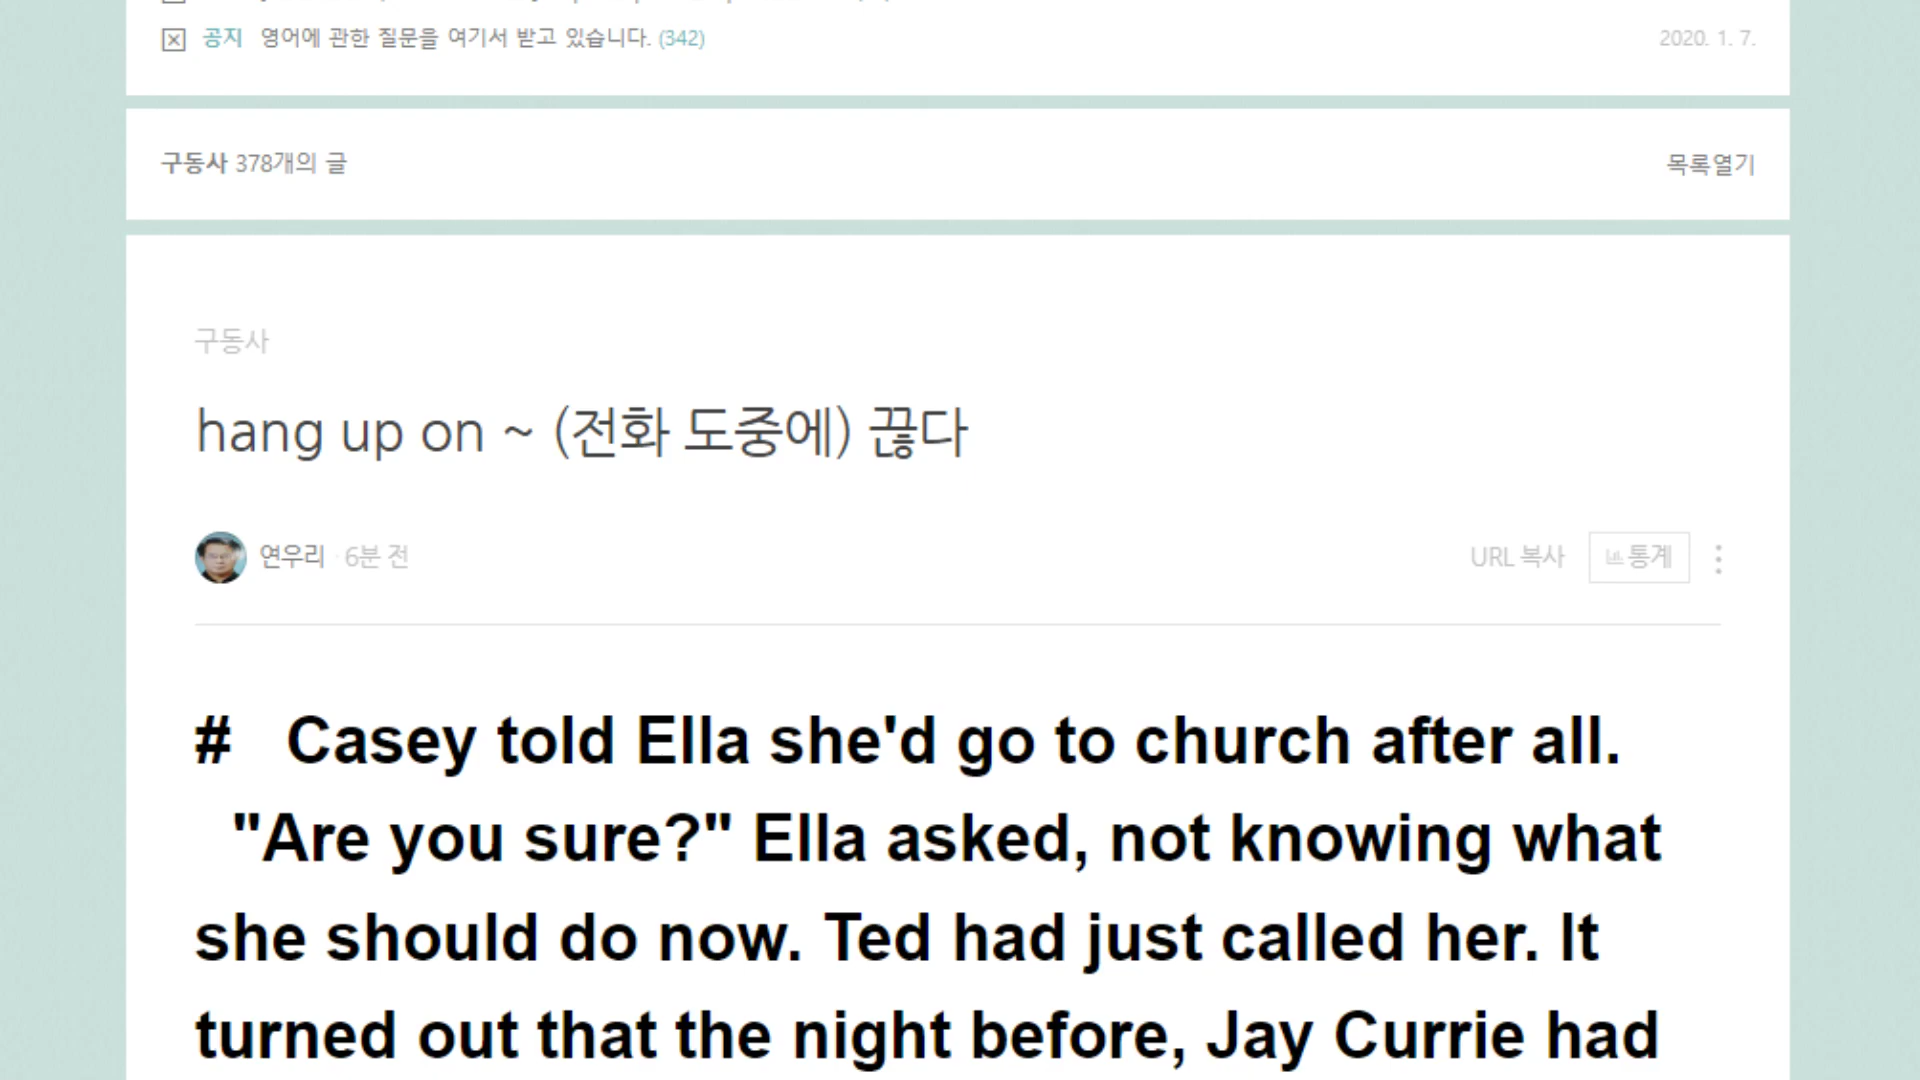 공지 영어에 관한 질문을 여기서 받고 있습니다. (342) 2020. 1. 7.
구동사 378개의 글 목록열기
구동사
hang up on ~ (전화 도중에) 끊다
연우리 · 6분 전 URL 복사 통계
# Casey told Ella she'd go to church after all.
"Are you sure?" Ella asked, not knowing what
she should do now. Ted had just called her. It
turned out that the night before, Jay Currie had